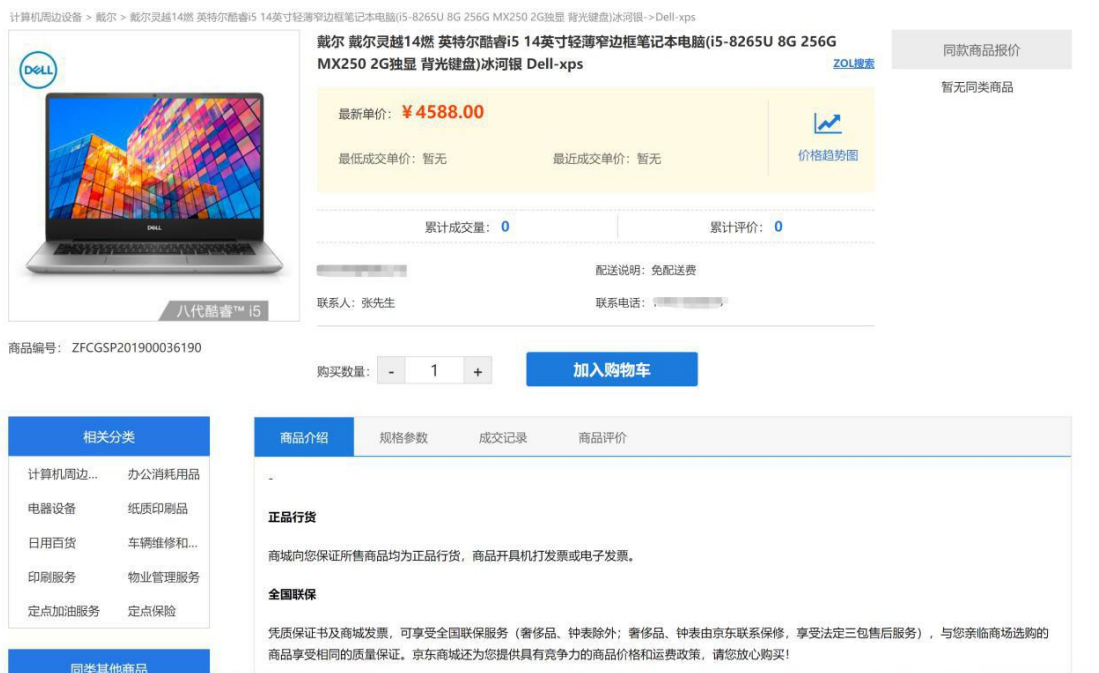 计算机周边设备 > 戴尔 > 戴尔灵越14燃 英特尔酷睿i5 14英寸轻薄窄边框笔记本电脑(i5-8265U 8G 256G MX250 2G独显 背光键盘)冰河银->Dell-xps
DELL
DELL
八代酷睿™ i5
商品编号： ZFCGSP201900036190
戴尔 戴尔灵越14燃 英特尔酷睿i5 14英寸轻薄窄边框笔记本电脑(i5-8265U 8G 256G
MX250 2G独显 背光键盘)冰河银 Dell-xps
ZOL搜索
最新单价: ¥4588.00
最低成交单价: 暂无 最近成交单价: 暂无
价格趋势图
累计成交量: 0 累计评价: 0
配送说明: 免配送费
联系人: 张先生 联系电话:
购买数量: - 1 + 加入购物车
同款商品报价
暂无同类商品
相关分类
计算机周边... 办公消耗用品
电器设备 纸质印刷品
日用百货 车辆维修和...
印刷服务 物业管理服务
定点加油服务 定点保险
同类其他商品
商品介绍 规格参数 成交记录 商品评价
-
正品行货
商城向您保证所售商品均为正品行货，商品开具机打发票或电子发票。
全国联保
凭质保证书及商城发票，可享受全国联保服务（奢侈品、钟表除外；奢侈品、钟表由京东联系保修，享受法定三包售后服务），与您亲临商场选购的
商品享受相同的质量保证。京东商城还为您提供具有竞争力的商品价格和运费政策，请您放心购买！